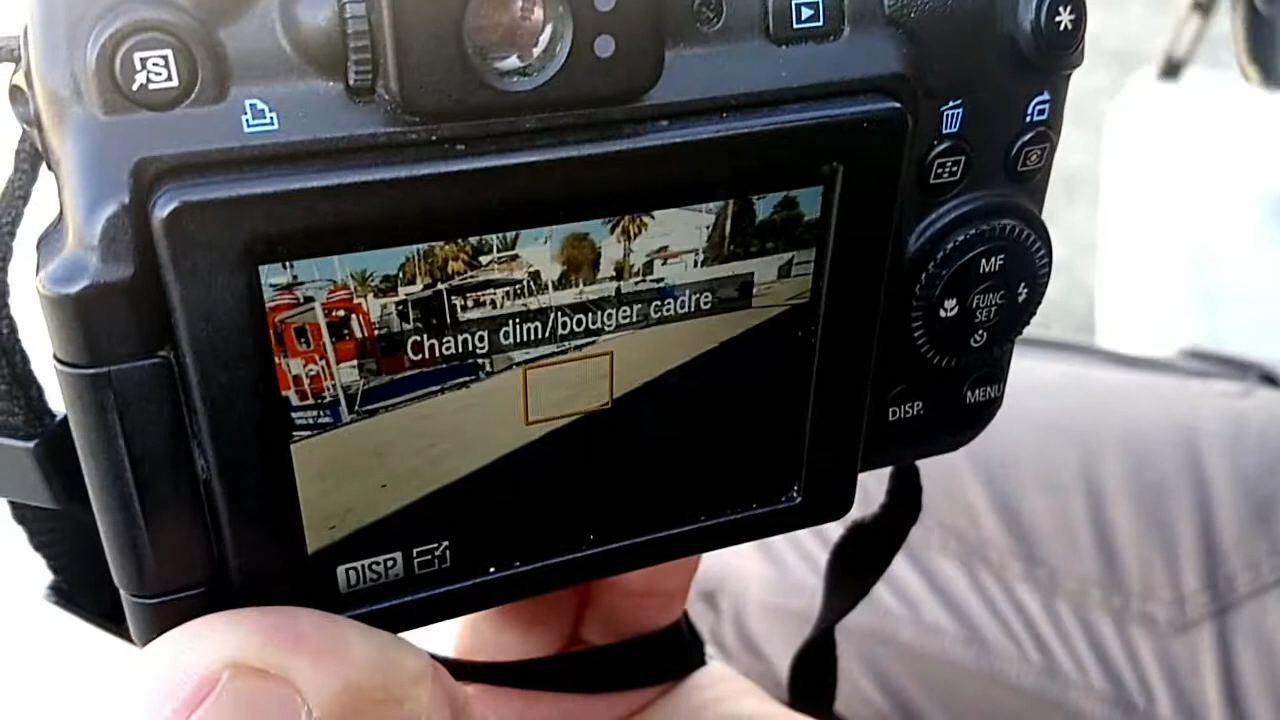 S
Chang dim/bouger cadre
DISP.
MF
FUNC.
SET
DISP.
MENU